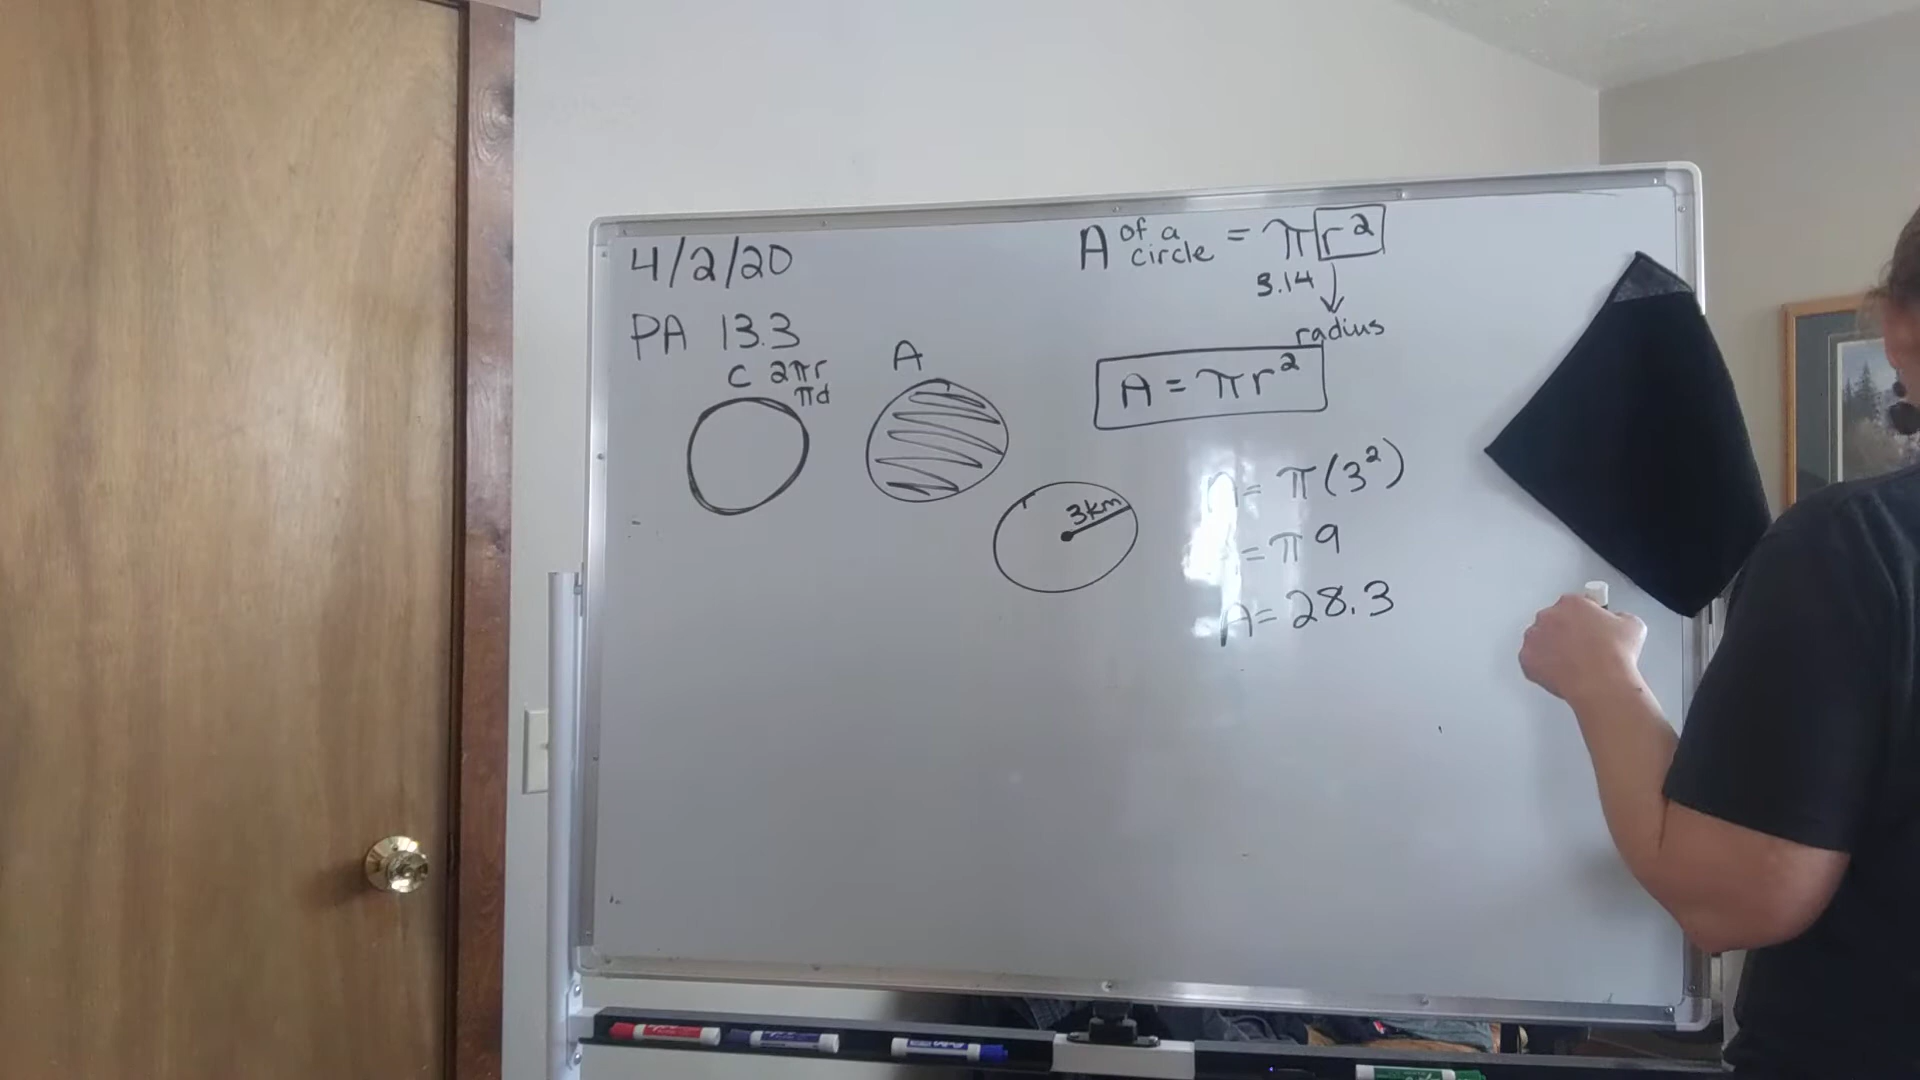 4/2/20
PA 13.3
C 2πr
πd
A
3km
A of a circle = πr²
3.14
radius
A = πr²
A = π(3²)
= π 9
A = 28.3